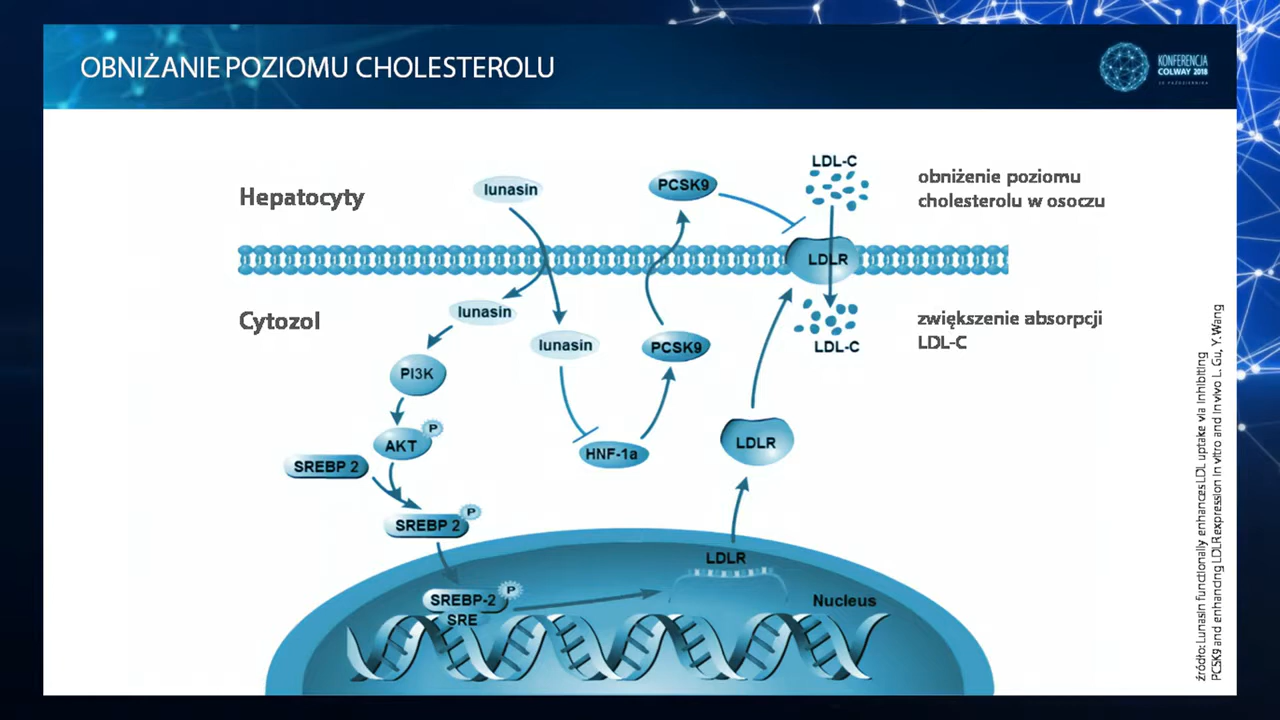 OBNIŻANIE POZIOMU CHOLESTEROLU
KONFERENCJA
COLWAY 2018
Hepatocyty
lunasin
PCSK9
LDL-C
obniżenie poziomu
cholesterolu w osoczu
LDLR
Cytozol
lunasin
lunasin
PCSK9
LDL-C
zwiększenie absorpcji
LDL-C
PI3K
AKT
P
SREBP 2
HNF-1a
LDLR
SREBP 2
P
LDLR
SREBP-2
P
SRE
Nucleus
źródło: Lunasin functionally enhances LDL uptake via inhibiting
PCSK9 and enhancing LDLR expression in vitro and in vivo L. Gu, Y.Wang